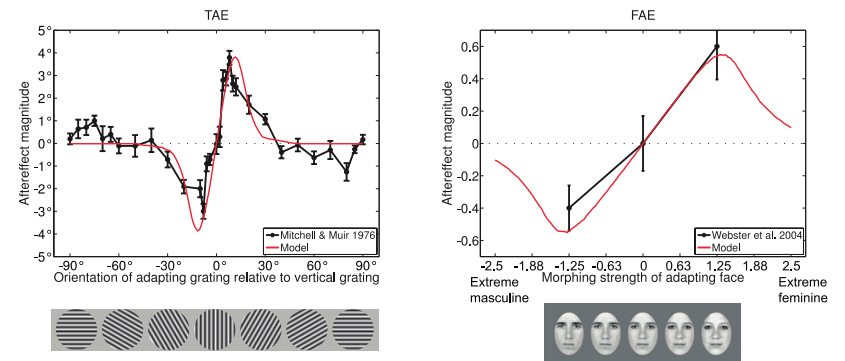 TAE
5°
4°
3°
2°
1°
0°
-1°
-2°
-3°
-4°
-5°
Aftereffect magnitude
Mitchell & Muir 1976
Model
-90° -60° -30° 0° 30° 60° 90°
Orientation of adapting grating relative to vertical grating
FAE
0.6
0.4
0.2
0
-0.2
-0.4
-0.6
Aftereffect magnitude
Webster et al. 2004
Model
-2.5 -1.88 -1.25 -0.63 0 0.63 1.25 1.88 2.5
Morphing strength of adapting face
Extreme
masculine
Extreme
feminine